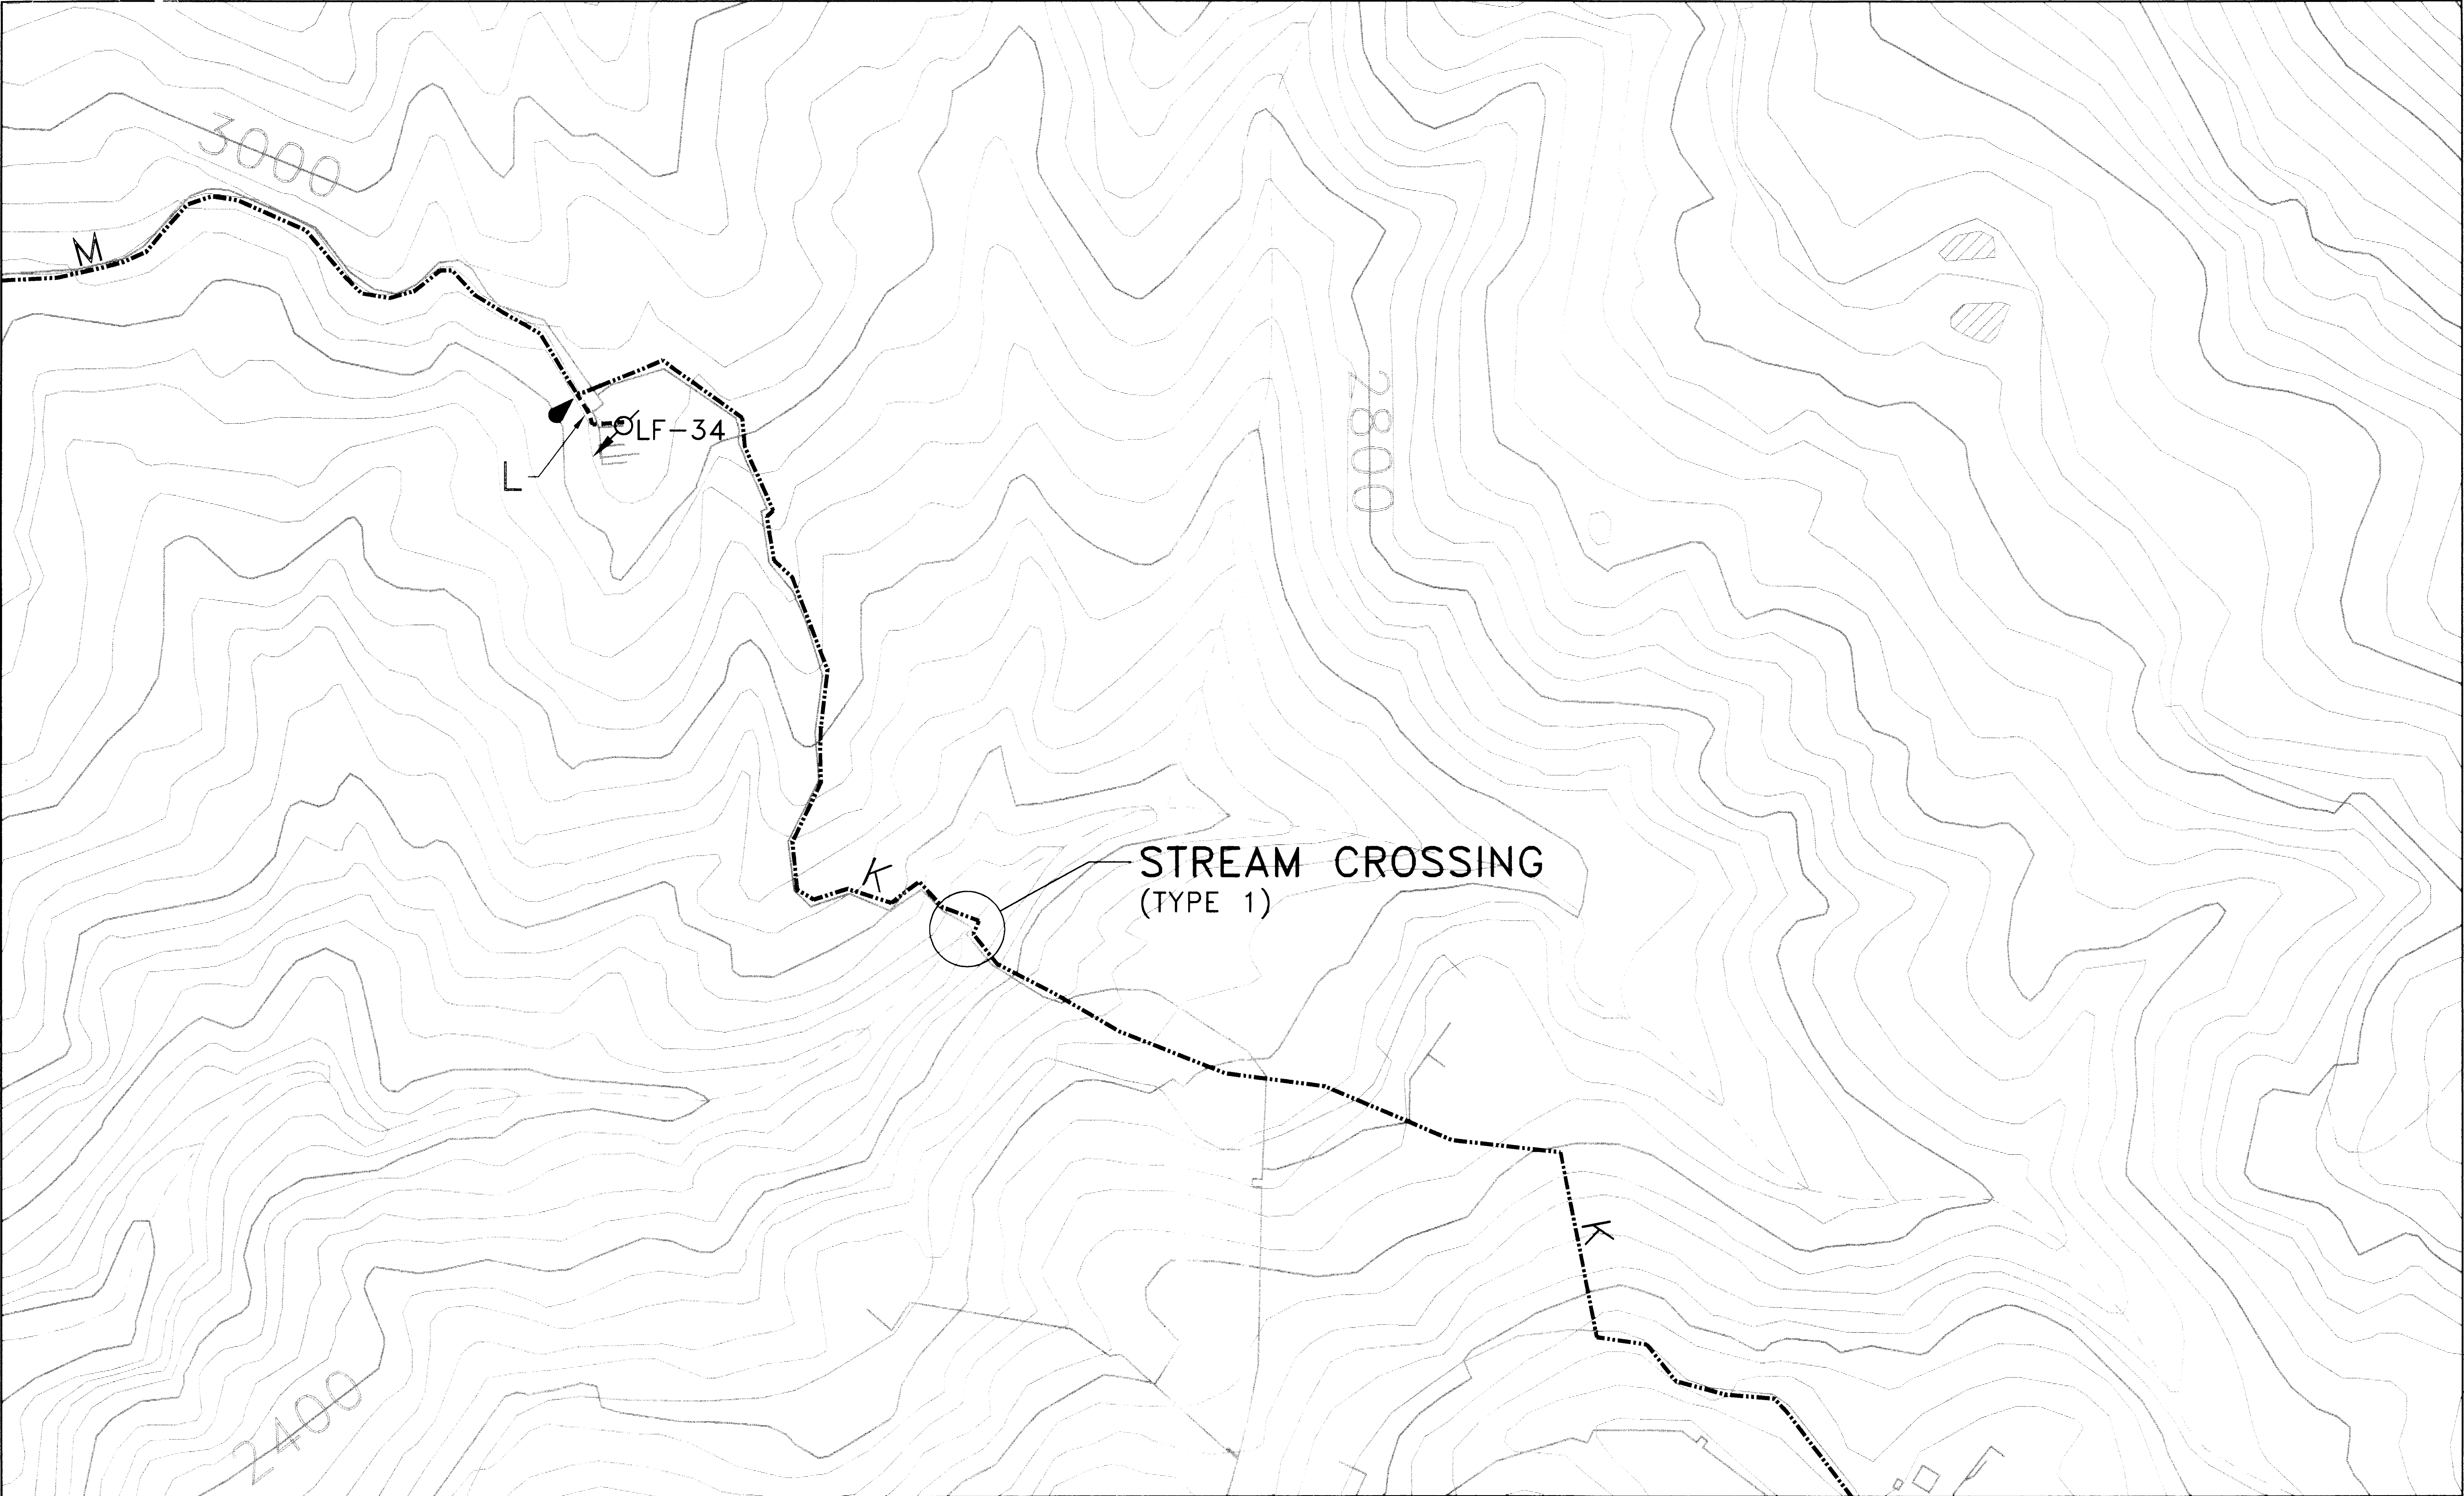 3000
M
2800
LF-34
L
STREAM CROSSING
(TYPE 1)
K
K
2400